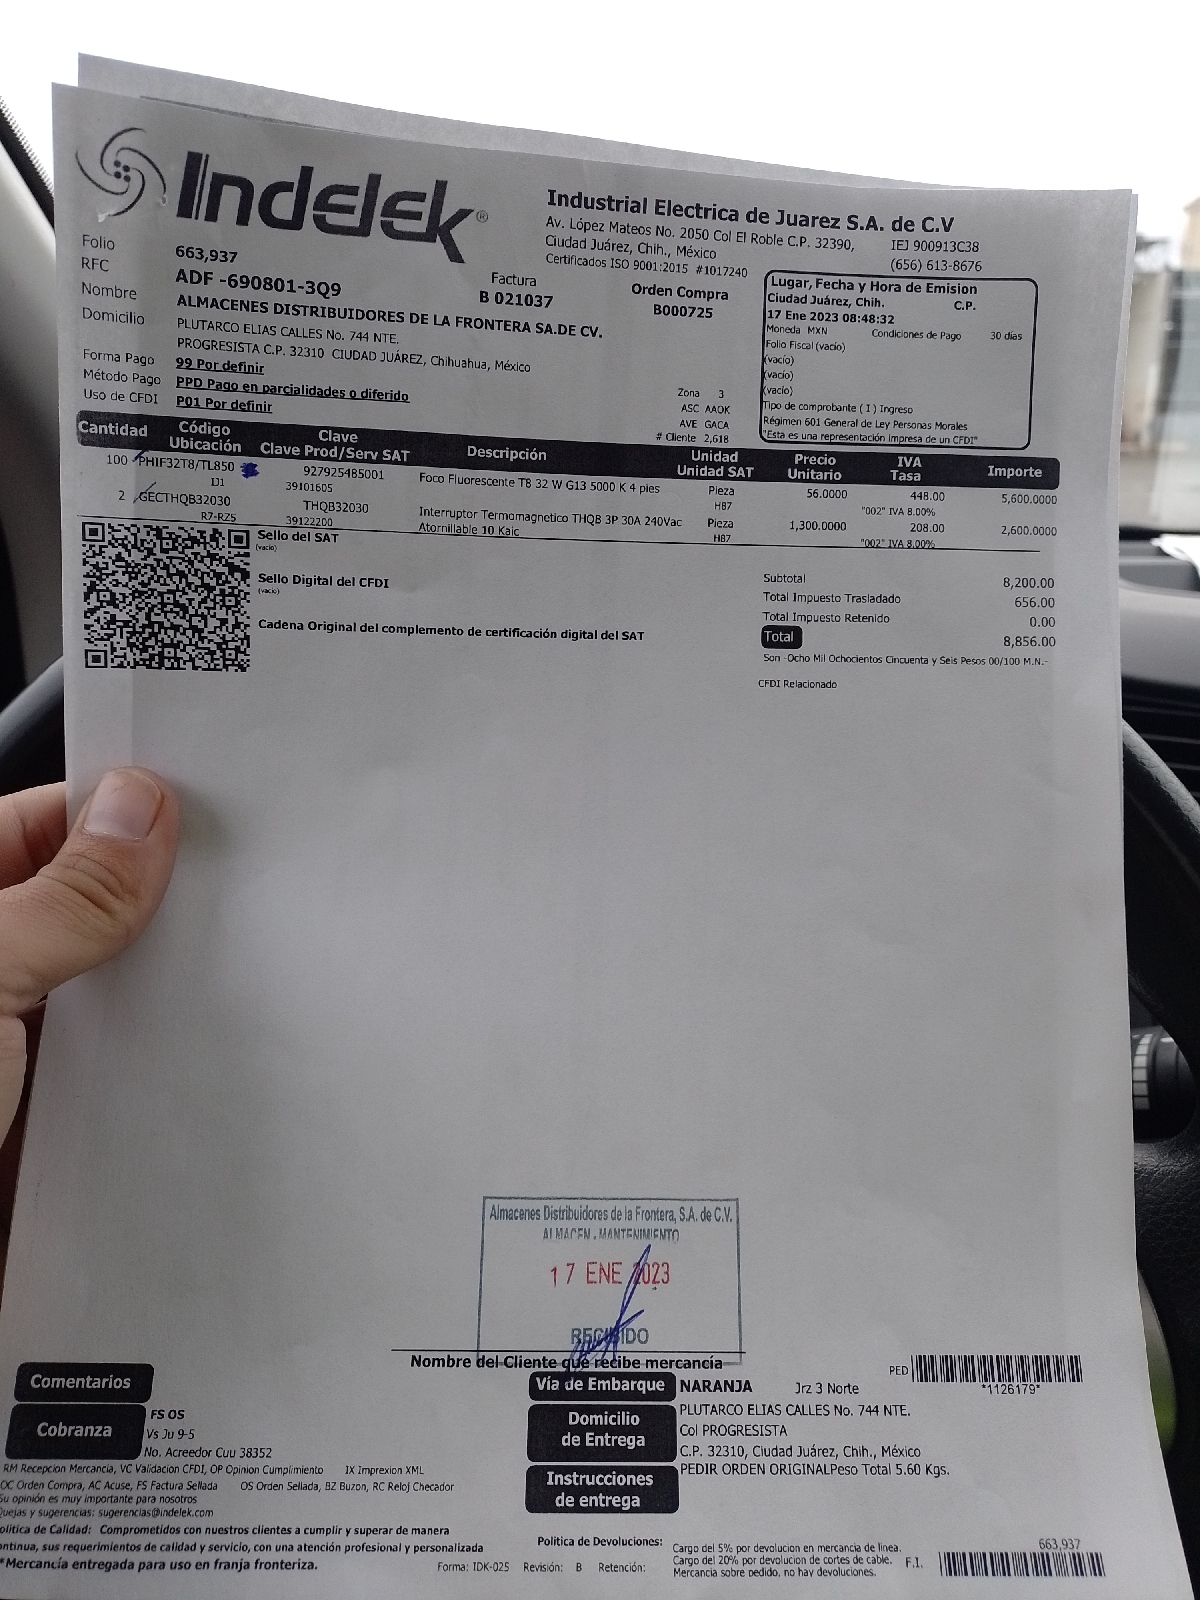 Indelek®
Industrial Electrica de Juarez S.A. de C.V
Av. López Mateos No. 2050 Col El Roble C.P. 32390, IEJ 900913C38
Ciudad Juárez, Chih., México (656) 613-8676
Certificados ISO 9001:2015 #1017240
Folio 663,937
RFC ADF -690801-3Q9
Factura
B 021037
Orden Compra
B000725
Nombre ALMACENES DISTRIBUIDORES DE LA FRONTERA SA.DE CV.
Domicilio PLUTARCO ELIAS CALLES No. 744 NTE.
PROGRESISTA C.P. 32310 CIUDAD JUÁREZ, Chihuahua, México
Forma Pago 99 Por definir
Método Pago PPD Pago en parcialidades o diferido
Uso de CFDI P01 Por definir
Zona 3
ASC AAOK
AVE GACA
# Cliente 2,618
Lugar, Fecha y Hora de Emision
Ciudad Juárez, Chih. C.P.
17 Ene 2023 08:48:32
Moneda MXN Condiciones de Pago 30 días
Folio Fiscal (vacío)
(vacío)
(vacío)
(vacío)
Tipo de comprobante ( I ) Ingreso
Régimen 601 General de Ley Personas Morales
"Esta es una representación impresa de un CFDI"
Cantidad Código Ubicación Clave Clave Prod/Serv SAT Descripción Unidad Unidad SAT Precio Unitario IVA Tasa Importe
100 PHIF32T8/TL850 927925485001 Foco Fluorescente T8 32 W G13 5000 K 4 pies Pieza 56.0000 448.00 5,600.0000
IJ1 39101605 H87 "002" IVA 8.00%
2 GECTHQB32030 THQB32030 Interruptor Termomagnetico THQB 3P 30A 240Vac Pieza 1,300.0000 208.00 2,600.0000
R7-RZ5 39122200 Atornillable 10 Kaic H87 "002" IVA 8.00%
Sello del SAT
(vacío)
Sello Digital del CFDI
(vacío)
Cadena Original del complemento de certificación digital del SAT
Subtotal 8,200.00
Total Impuesto Trasladado 656.00
Total Impuesto Retenido 0.00
Total 8,856.00
Son -Ocho Mil Ochocientos Cincuenta y Seis Pesos 00/100 M.N.-
CFDI Relacionado
Almacenes Distribuidores de la Frontera, S.A. de C.V.
ALMACEN - MANTENIMIENTO
17 ENE 2023
RECIBIDO
Nombre del Cliente que recibe mercancía
PED *1126179*
Comentarios
Cobranza
FS OS
Vs Ju 9-5
No. Acreedor Cuu 38352
Vía de Embarque NARANJA Jrz 3 Norte
Domicilio de Entrega PLUTARCO ELIAS CALLES No. 744 NTE.
Col PROGRESISTA
C.P. 32310, Ciudad Juárez, Chih., México
Instrucciones de entrega PEDIR ORDEN ORIGINALPeso Total 5.60 Kgs.
RM Recepcion Mercancia, VC Validacion CFDI, OP Opinion Cumplimiento IX Imprexion XML
OC Orden Compra, AC Acuse, FS Factura Sellada OS Orden Sellada, BZ Buzon, RC Reloj Checador
Su opinión es muy importante para nosotros
Quejas y sugerencias: sugerencias@indelek.com
olítica de Calidad: Comprometidos con nuestros clientes a cumplir y superar de manera
ontinua, sus requerimientos de calidad y servicio, con una atención profesional y personalizada
*Mercancía entregada para uso en franja fronteriza.
Forma: IDK-025 Revisión: B Retención:
Politica de Devoluciones: Cargo del 5% por devolucion en mercancia de linea.
Cargo del 20% por devolucion de cortes de cable.
Mercancia sobre pedido, no hay devoluciones.
F.I. 663,937